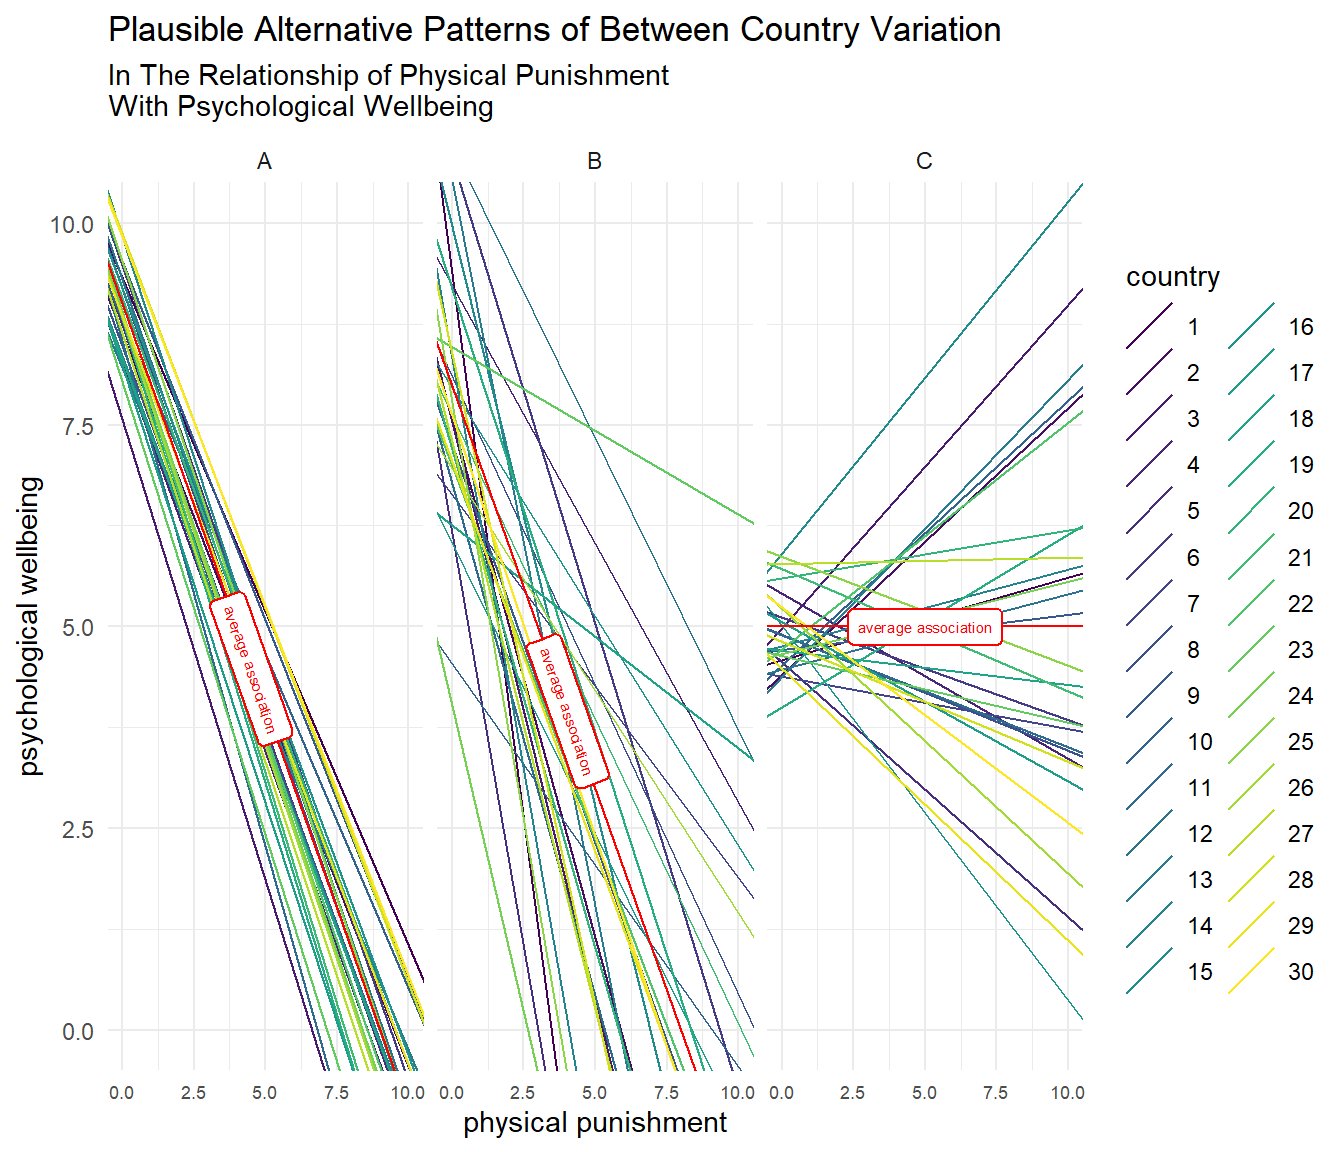 Plausible Alternative Patterns of Between Country Variation
In The Relationship of Physical Punishment
With Psychological Wellbeing
A
B
C
psychological wellbeing
10.0
7.5
5.0
2.5
0.0
average association
average association
average association
0.0 2.5 5.0 7.5 10.0
0.0 2.5 5.0 7.5 10.0
0.0 2.5 5.0 7.5 10.0
physical punishment
country
1 16
2 17
3 18
4 19
5 20
6 21
7 22
8 23
9 24
10 25
11 26
12 27
13 28
14 29
15 30